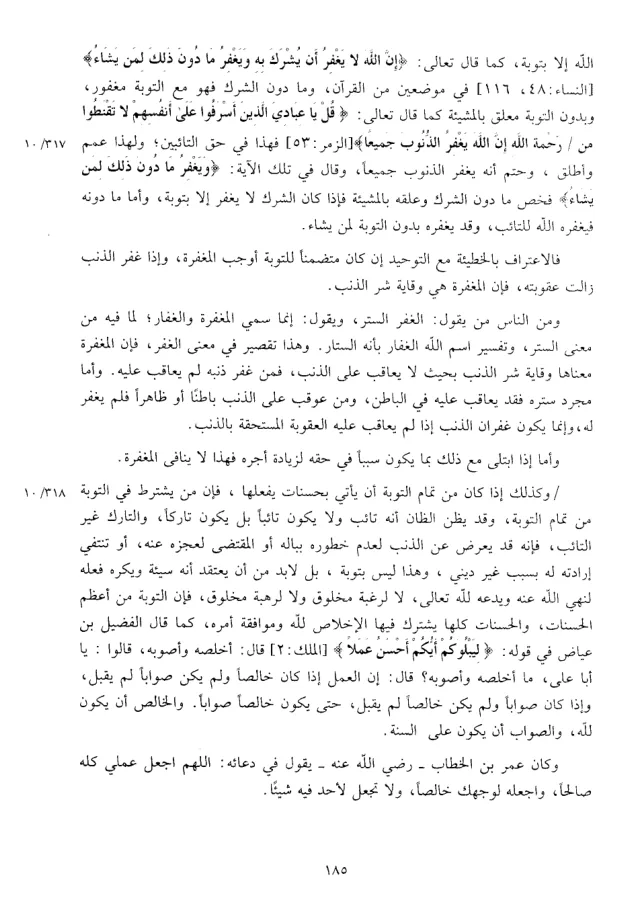 الله إلا بتوبة، كما قال تعالى: ﴿إِنَّ اللَّه لا يَغْفِرُ أَن يُشْرَكَ بِهِ وَيَغْفِرُ مَا دُونَ ذَلِكَ لِمَن يَشَاءُ﴾
[النساء:٤٨، ١١٦] في موضعين من القرآن، وما دون الشرك فهو مع التوبة مغفور،
وبدون التوبة معلق بالمشيئة كما قال تعالى: ﴿ قُلْ يا عبادِيَ الَّذِينَ أَسْرَفُوا عَلَىٰ أَنفُسِهِمْ لا تَقْنَطُوا
من / رَحْمة اللَّه إِنَّ اللَّهَ يَغْفِرُ الذُّنُوبَ جَميعًا﴾[الزمر:٥٣] فهذا في حق التائبين؛ ولهذا عمم ١٠/٣١٧
وأطلق ، وحتم أنه يغفر الذنوب جميعاً، وقال في تلك الآية: ﴿وَيَغْفِرُ مَا دُون ذَلِكَ لِمَن
يشَاءُ﴾ فخص ما دون الشرك وعلقه بالمشيئة فإذا كان الشرك لا يغفر إلا بتوبة، وأما ما دونه
فيغفره الله للتائب، وقد يغفره بدون التوبة لمن يشاء.
فالاعتراف بالخطيئة مع التوحيد إن كان متضمناً للتوبة أوجب المغفرة، وإذا غفر الذنب
زالت عقوبته، فإن المغفرة هي وقاية شر الذنب.
ومن الناس من يقول: الغفر الستر، ويقول: إنما سمي المغفرة والغفار؛ لما فيه من
معنى الستر، وتفسير اسم الله الغفار بأنه الستار. وهذا تقصير في معنى الغفر، فإن المغفرة
معناها وقاية شر الذنب بحيث لا يعاقب على الذنب، فمن غفر ذنبه لم يعاقب عليه. وأما
مجرد ستره فقد يعاقب عليه في الباطن، ومن عوقب على الذنب باطنًا أو ظاهراً فلم يغفر
له،وإنما يكون غفران الذنب إذا لم يعاقب عليه العقوبة المستحقة بالذنب.
وأما إذا ابتلى مع ذلك بما يكون سبباً في حقه لزيادة أجره فهذا لا ينافى المغفرة.
/ وكذلك إذا كان من تمام التوبة أن يأتي بحسنات يفعلها ، فإن من يشترط في التوبة ١٠/٣١٨
من تمام التوبة، وقد يظن الظان أنه تائب ولا يكون تائباً بل يكون تاركاً، والتارك غير
التائب، فإنه قد يعرض عن الذنب لعدم خطوره بباله أو المقتضى لعجزه عنه، أو تنتفي
إرادته له بسبب غير ديني ، وهذا ليس بتوبة ، بل لابد من أن يعتقد أنه سيئة ويكره فعله
لنهي الله عنه ويدعه لله تعالى، لا لرغبة مخلوق ولا لرهبة مخلوق، فإن التوبة من أعظم
الحسنات، والحسنات كلها يشترك فيها الإخلاص لله وموافقة أمره، كما قال الفضيل بن
عياض في قوله: ﴿ لِيَبْلُوكُمْ أَيُّكُمْ أَحْسَنُ عَمَلاً ﴾ [الملك:٢] قال: أخلصه وأصوبه، قالوا : يا
أبا على، ما أخلصه وأصوبه؟ قال: إن العمل إذا كان خالصاً ولم يكن صواباً لم يقبل،
وإذا كان صواباً ولم يكن خالصاً لم يقبل، حتى يكون خالصاً صواباً. والخالص أن يكون
لله، والصواب أن يكون على السنة.
وكان عمر بن الخطاب ـ رضي الله عنه ـ يقول في دعائه: اللهم اجعل عملي كله
صالحاً، واجعله لوجهك خالصاً، ولا تجعل لأحد فيه شيئًا.
١٨٥